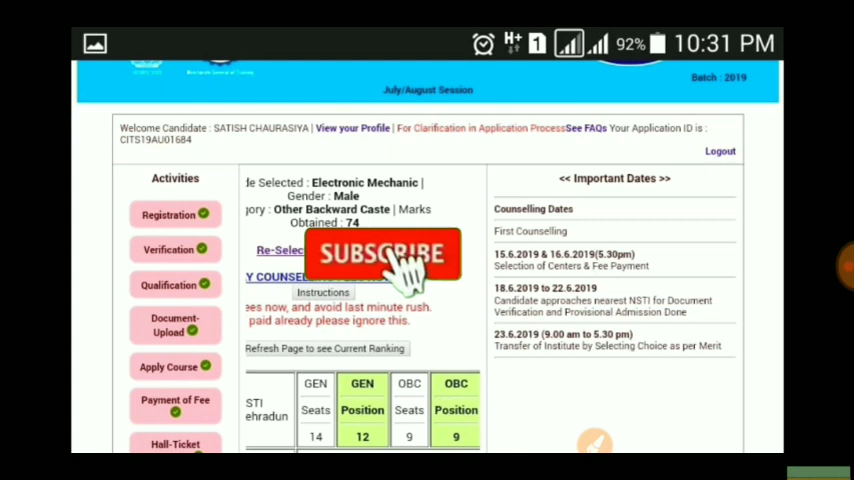 H+ 1 92% 10:31 PM
July/August Session
Batch : 2019
Welcome Candidate : SATISH CHAURASIYA | View your Profile | For Clarification in Application ProcessSee FAQs Your Application ID is :
CITS19AU01684
Logout
Activities
Registration
Verification
Qualification
Document-
Upload
Apply Course
Payment of Fee
Hall-Ticket
de Selected : Electronic Mechanic |
Gender : Male
gory : Other Backward Caste | Marks
Obtained : 74
Re-Selec
SUBSCRIBE
Y COUNSE
Instructions
ees now, and avoid last minute rush.
paid already please ignore this.
Refresh Page to see Current Ranking
GEN GEN OBC OBC
STI Seats Position Seats Position
ehradun
14 12 9 9
<< Important Dates >>
Counselling Dates
First Counselling
15.6.2019 & 16.6.2019(5.30pm)
Selection of Centers & Fee Payment
18.6.2019 to 22.6.2019
Candidate approaches nearest NSTI for Document
Verification and Provisional Admission Done
23.6.2019 (9.00 am to 5.30 pm)
Transfer of Institute by Selecting Choice as per Merit